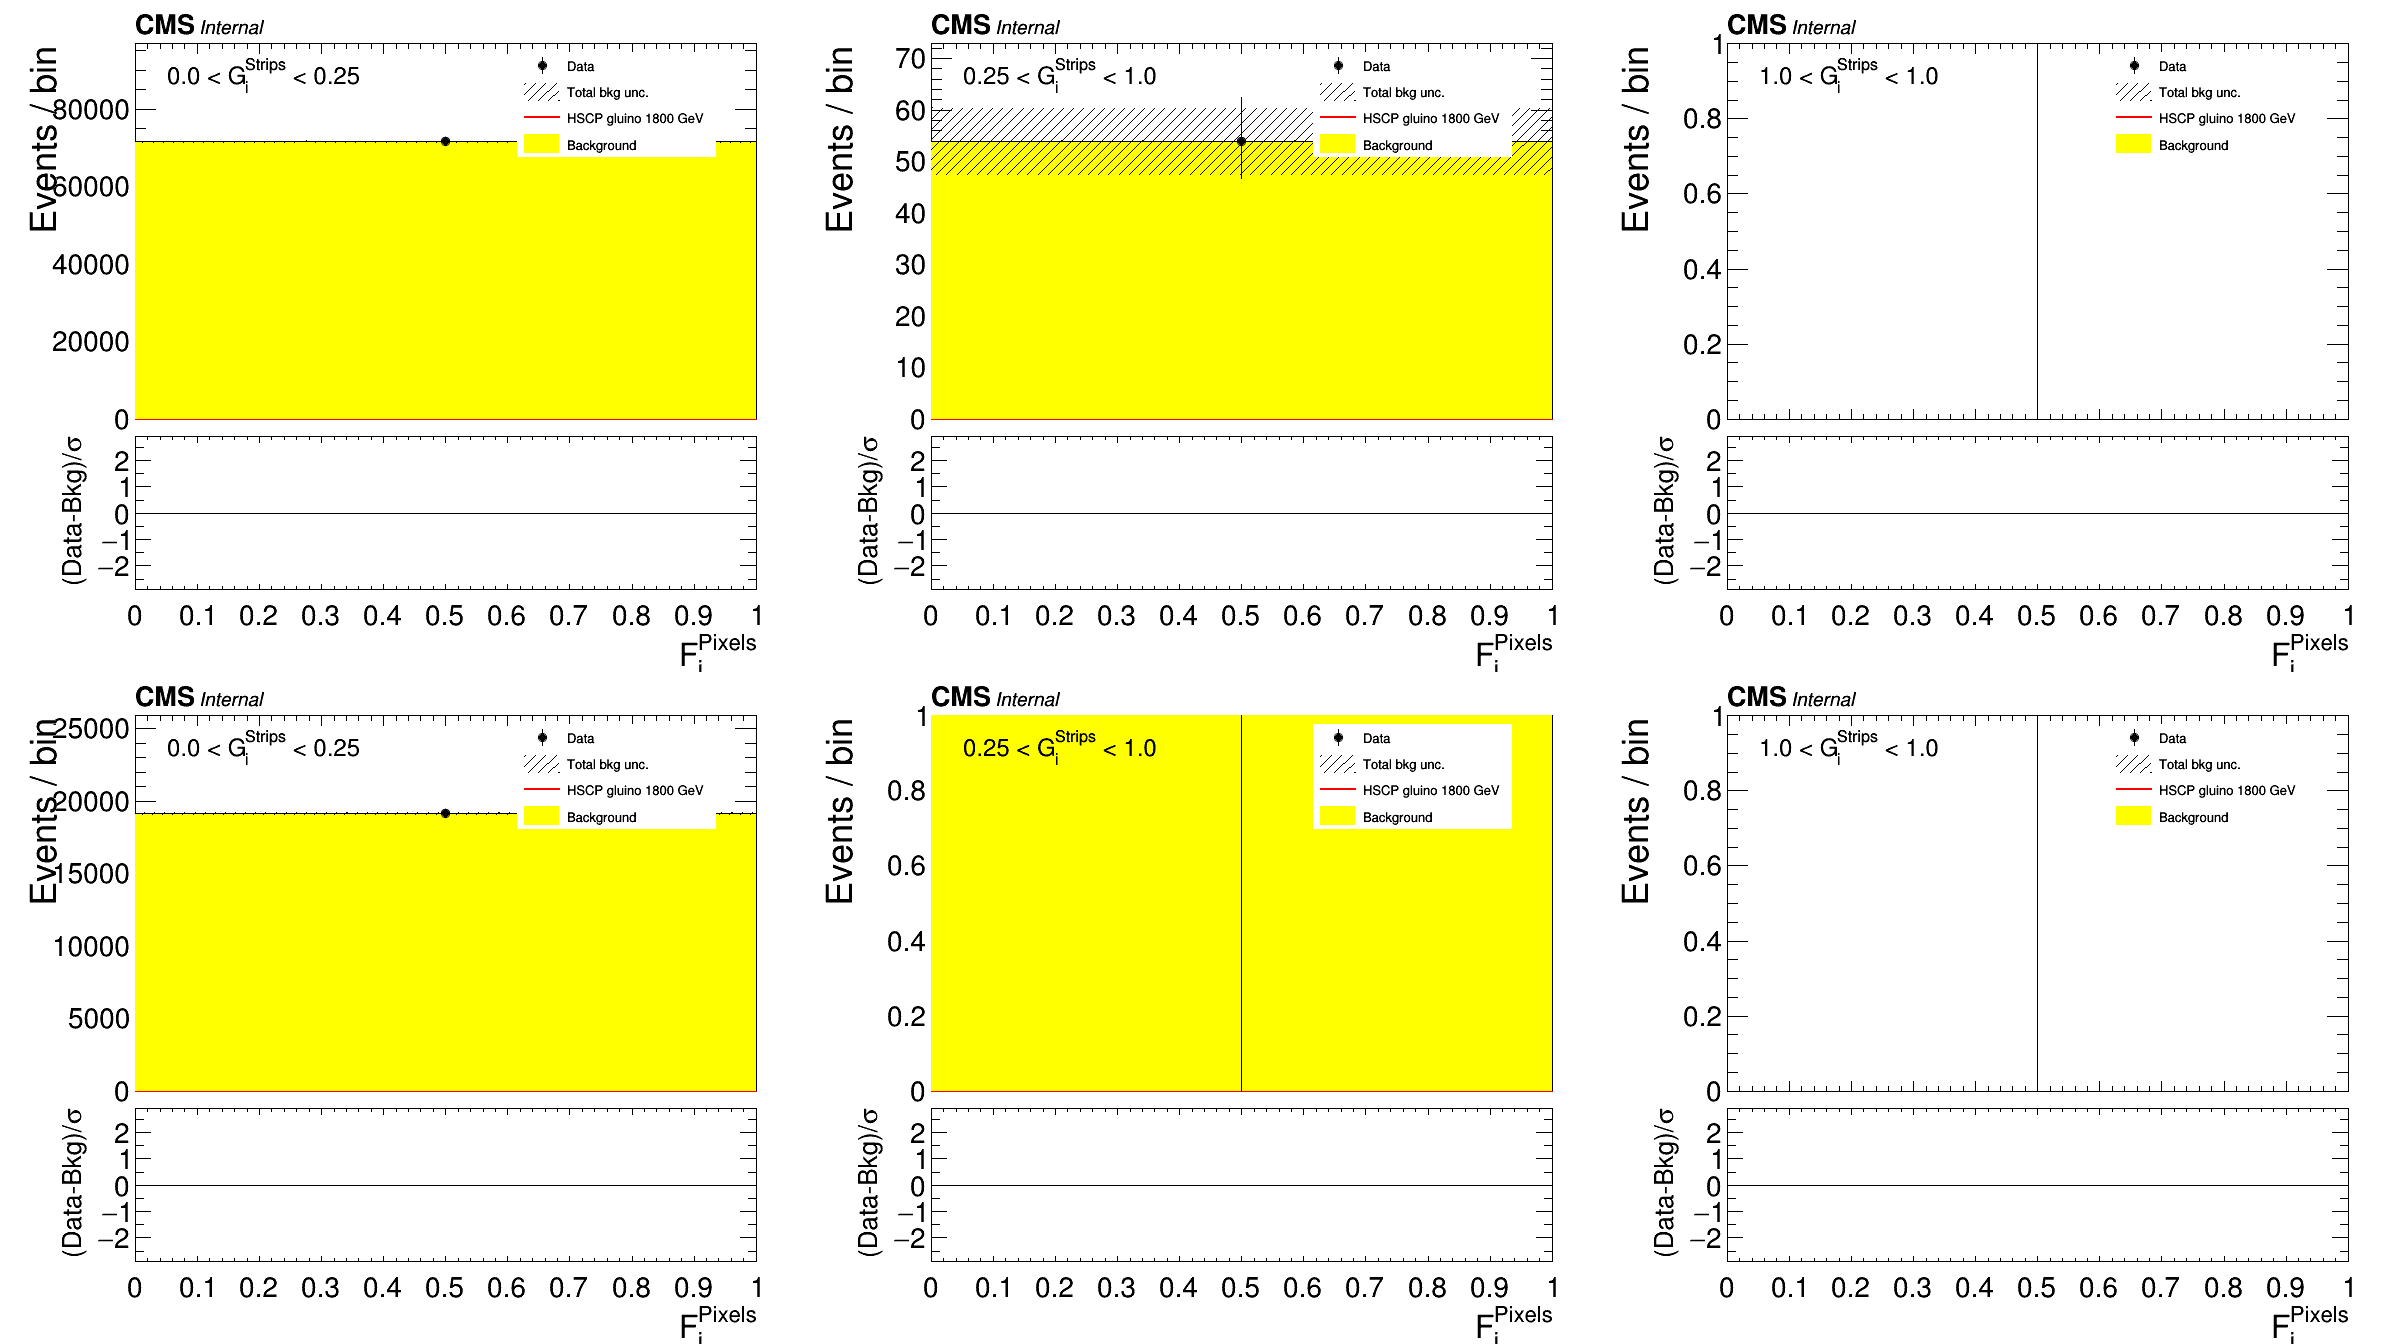 CMS Internal
Events / bin
0.0 < G_i^Strips < 0.25
Data
Total bkg unc.
HSCP gluino 1800 GeV
Background
80000
60000
40000
20000
0
(Data-Bkg)/σ
2
1
0
−1
−2
0 0.1 0.2 0.3 0.4 0.5 0.6 0.7 0.8 0.9 1
F_i^Pixels
CMS Internal
Events / bin
0.25 < G_i^Strips < 1.0
Data
Total bkg unc.
HSCP gluino 1800 GeV
Background
70
60
50
40
30
20
10
0
(Data-Bkg)/σ
2
1
0
−1
−2
0 0.1 0.2 0.3 0.4 0.5 0.6 0.7 0.8 0.9 1
F_i^Pixels
CMS Internal
Events / bin
1.0 < G_i^Strips < 1.0
Data
Total bkg unc.
HSCP gluino 1800 GeV
Background
1
0.8
0.6
0.4
0.2
0
(Data-Bkg)/σ
2
1
0
−1
−2
0 0.1 0.2 0.3 0.4 0.5 0.6 0.7 0.8 0.9 1
F_i^Pixels
CMS Internal
Events / bin
0.0 < G_i^Strips < 0.25
Data
Total bkg unc.
HSCP gluino 1800 GeV
Background
25000
20000
15000
10000
5000
0
(Data-Bkg)/σ
2
1
0
−1
−2
0 0.1 0.2 0.3 0.4 0.5 0.6 0.7 0.8 0.9 1
F_i^Pixels
CMS Internal
Events / bin
0.25 < G_i^Strips < 1.0
Data
Total bkg unc.
HSCP gluino 1800 GeV
Background
1
0.8
0.6
0.4
0.2
0
(Data-Bkg)/σ
2
1
0
−1
−2
0 0.1 0.2 0.3 0.4 0.5 0.6 0.7 0.8 0.9 1
F_i^Pixels
CMS Internal
Events / bin
1.0 < G_i^Strips < 1.0
Data
Total bkg unc.
HSCP gluino 1800 GeV
Background
1
0.8
0.6
0.4
0.2
0
(Data-Bkg)/σ
2
1
0
−1
−2
0 0.1 0.2 0.3 0.4 0.5 0.6 0.7 0.8 0.9 1
F_i^Pixels